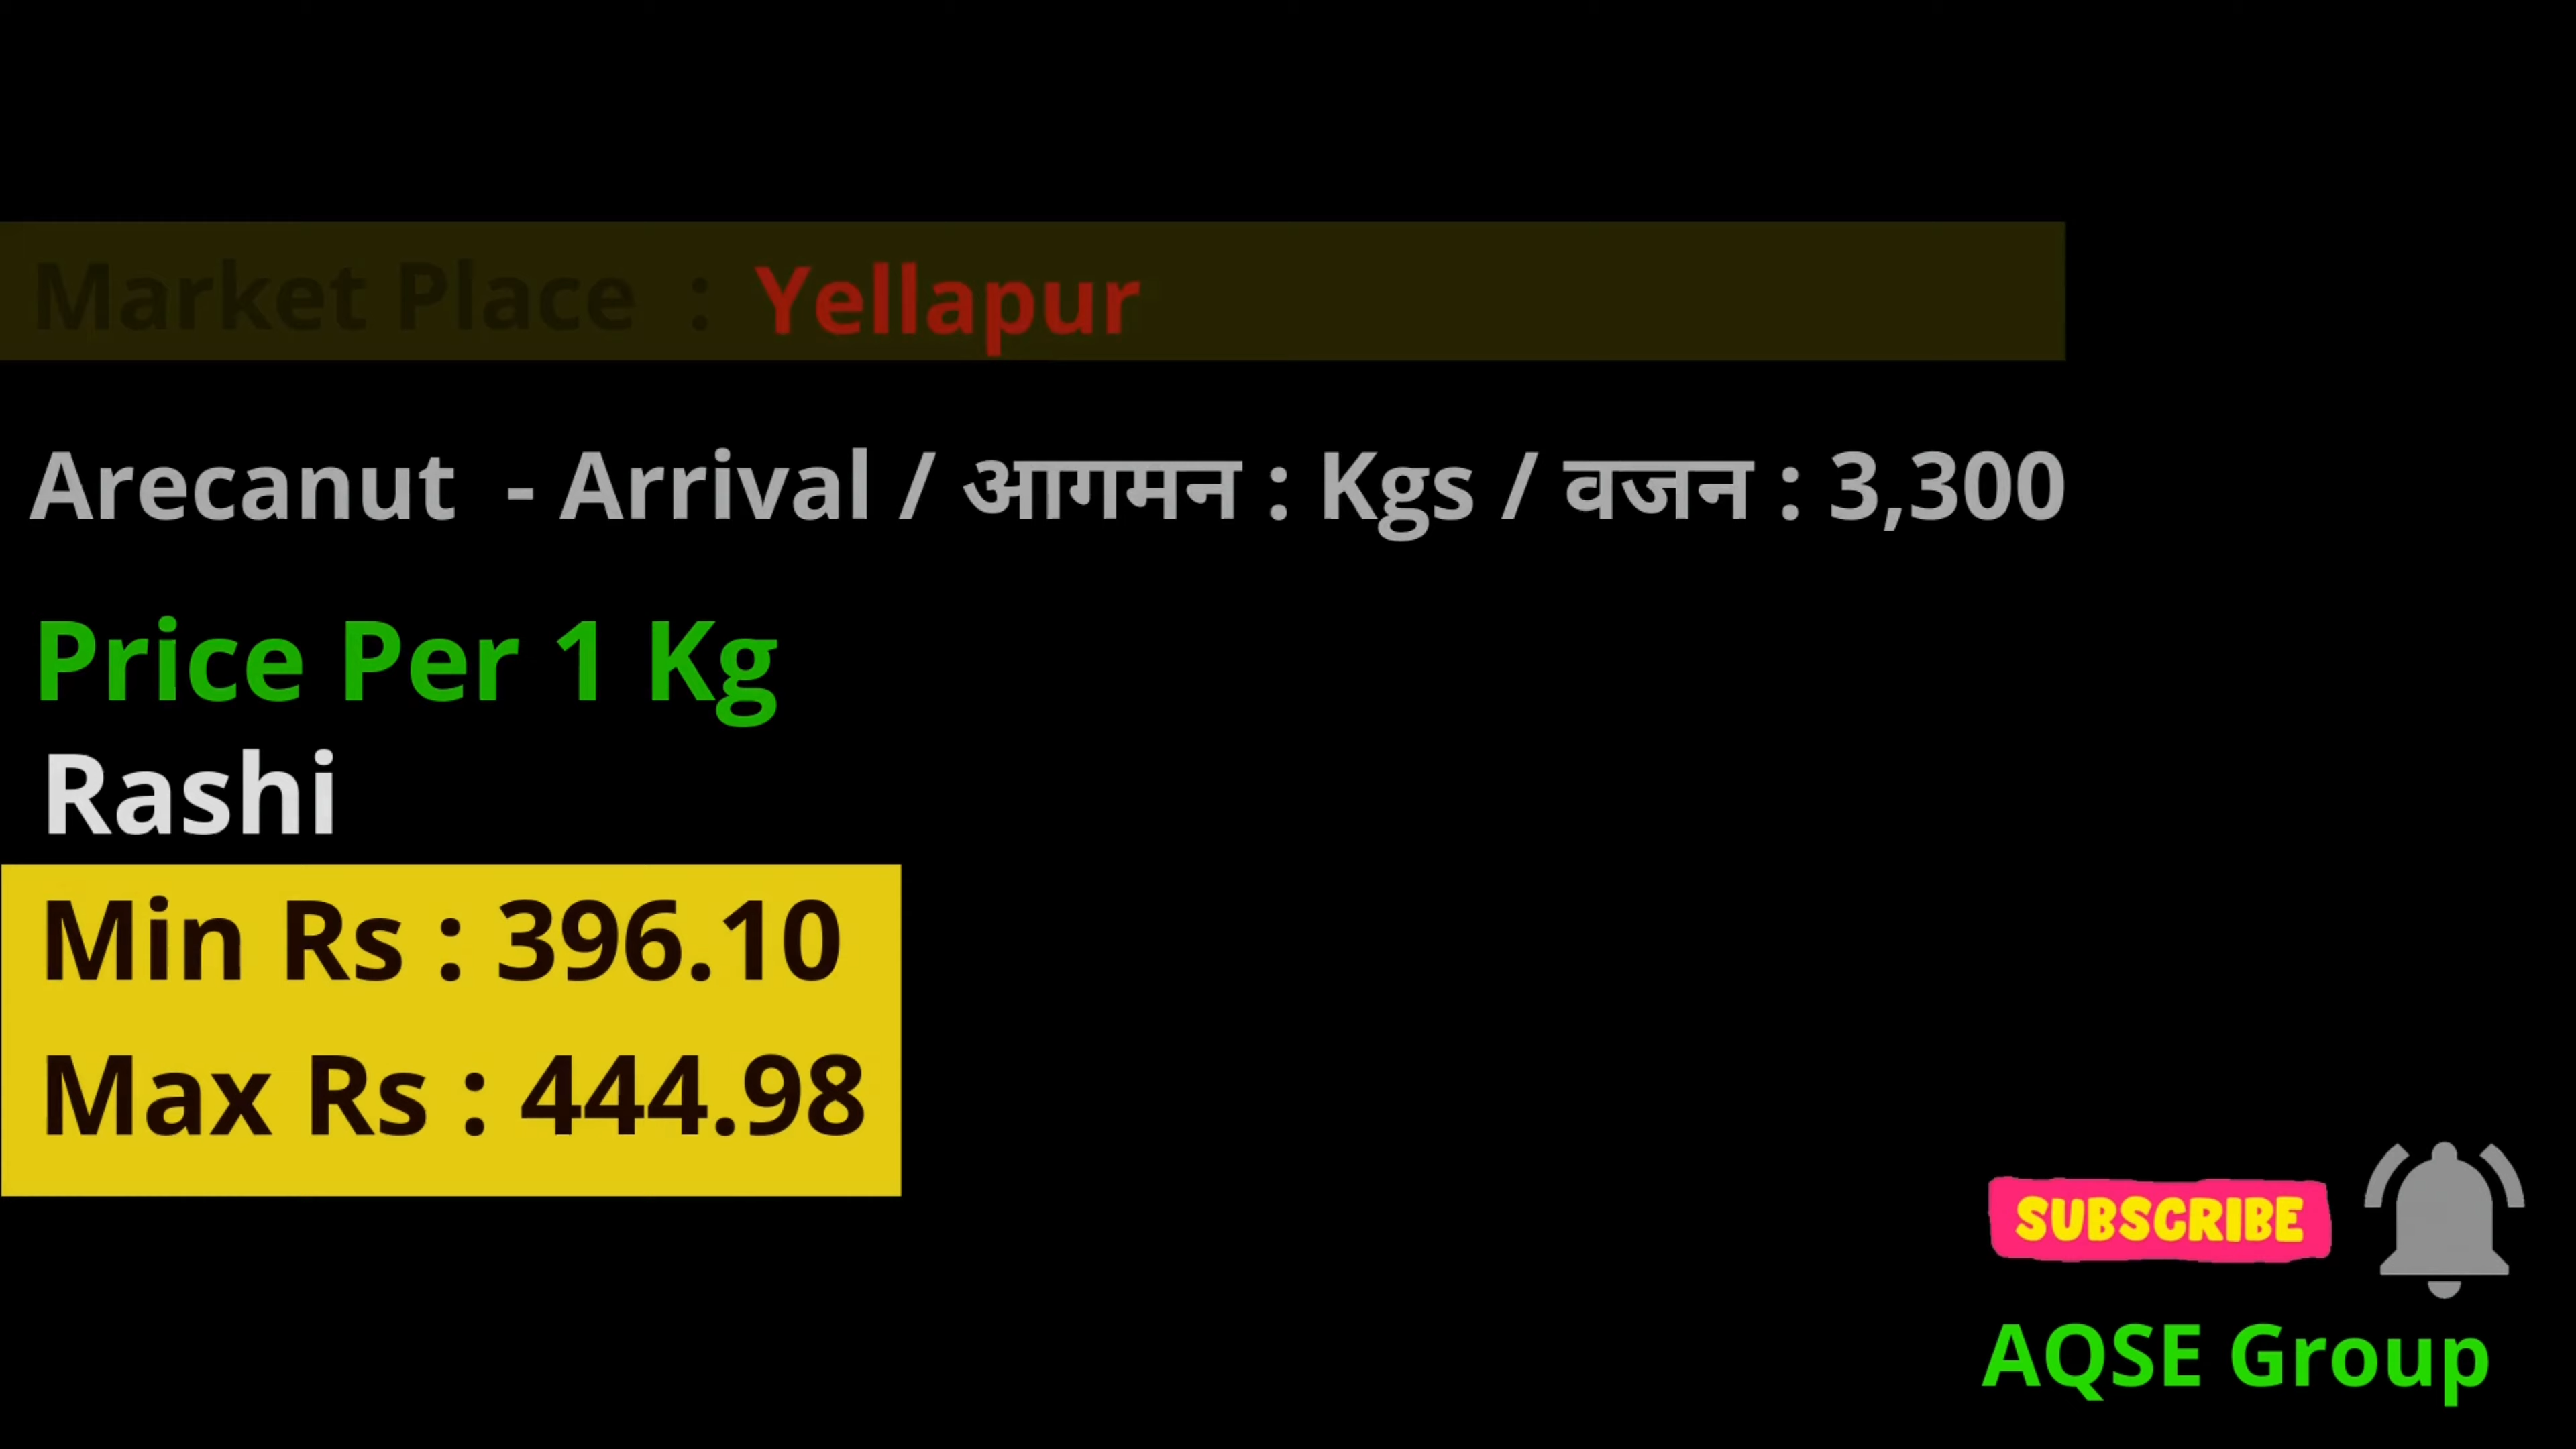 Market Place : Yellapur
Arecanut - Arrival / आगमन : Kgs / वजन : 3,300
Price Per 1 Kg
Rashi
Min Rs : 396.10
Max Rs : 444.98
SUBSCRIBE
AQSE Group